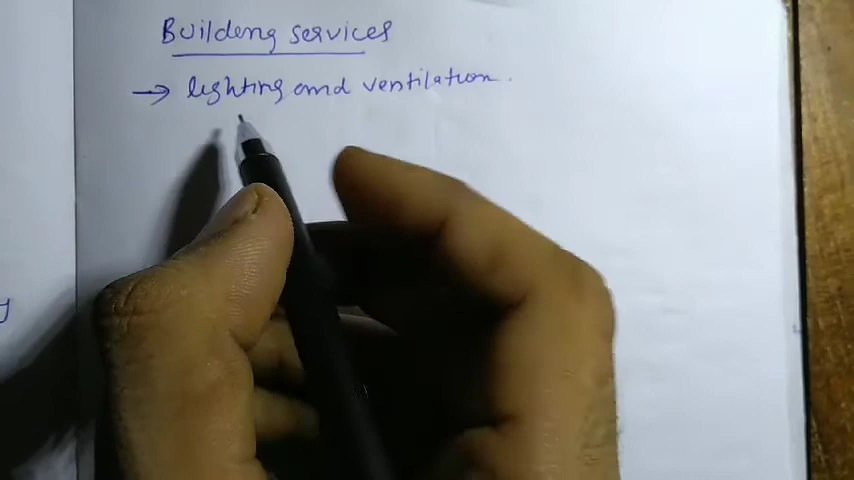 Building services
→ lighting and ventilation.